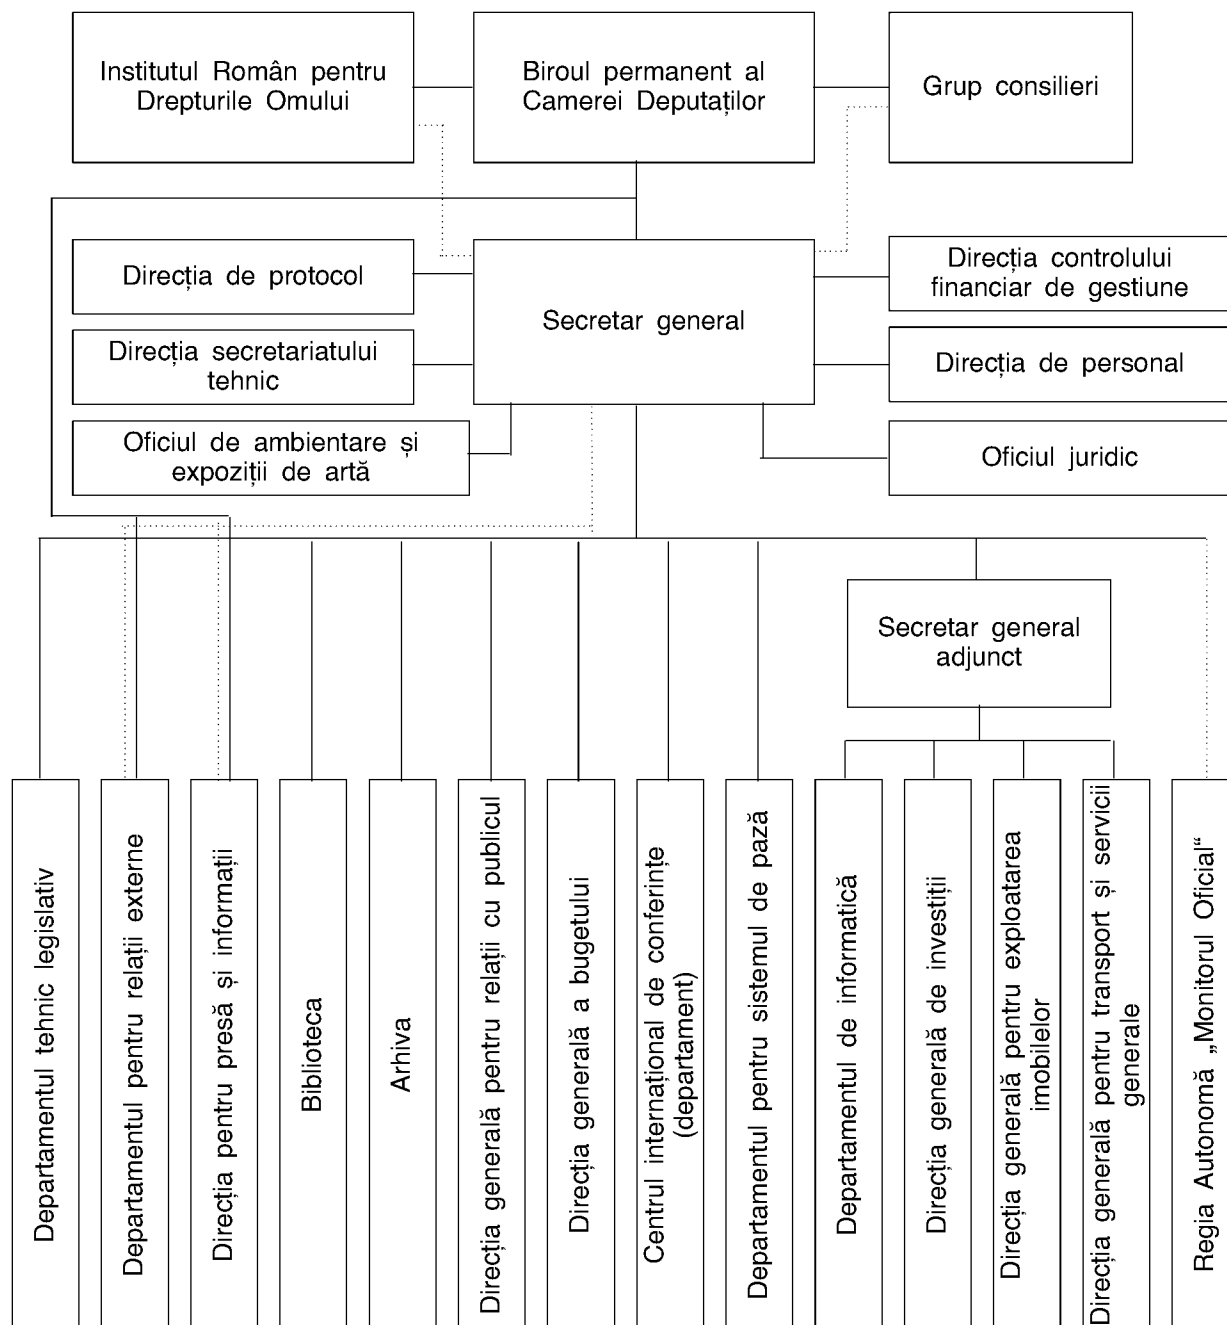 Institutul Român pentru
Drepturile Omului
Biroul permanent al
Camerei Deputaților
Grup consilieri
Direcția de protocol
Direcția secretariatului
tehnic
Oficiul de ambientare și
expoziții de artă
Secretar general
Direcția controlului
financiar de gestiune
Direcția de personal
Oficiul juridic
Secretar general
adjunct
Departamentul tehnic legislativ
Departamentul pentru relații externe
Direcția pentru presă și informații
Biblioteca
Arhiva
Direcția generală pentru relații cu publicul
Direcția generală a bugetului
Centrul internațional de conferințe
(departament)
Departamentul pentru sistemul de pază
Departamentul de informatică
Direcția generală de investiții
Direcția generală pentru exploatarea
imobilelor
Direcția generală pentru transport și servicii
generale
Regia Autonomă „Monitorul Oficial“